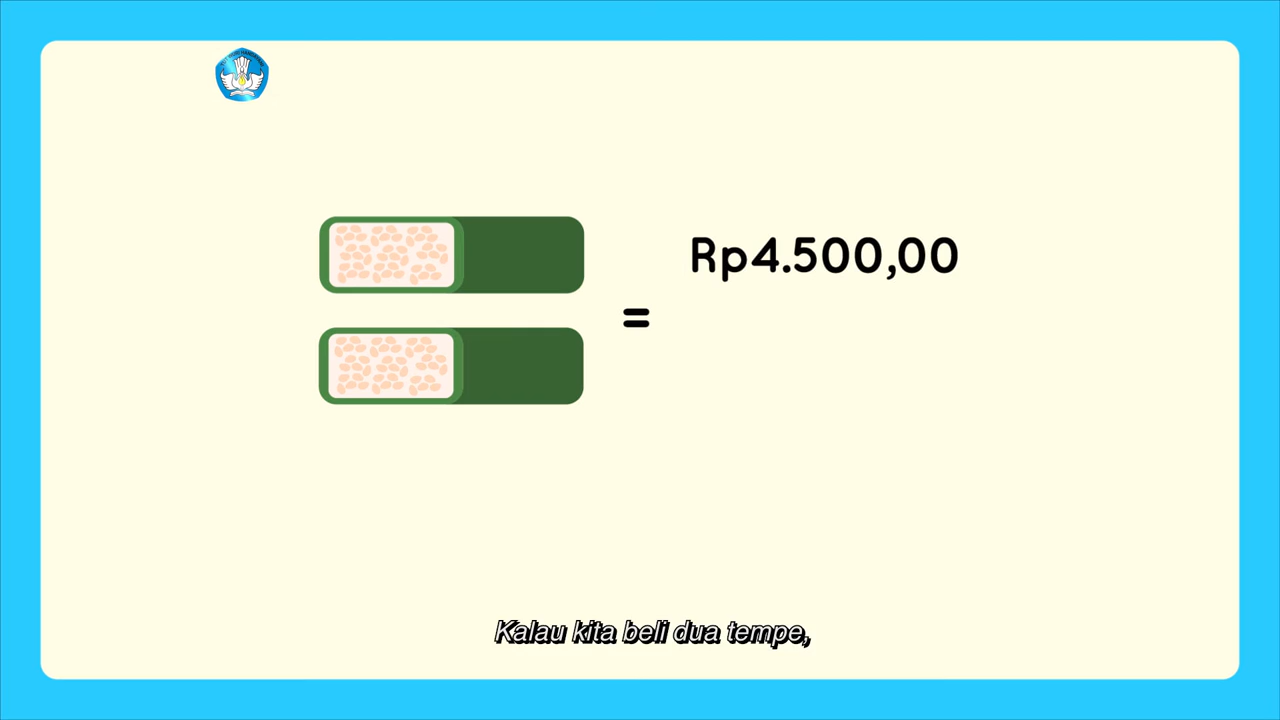 Rp4.500,00
=
Kalau kita beli dua tempe,